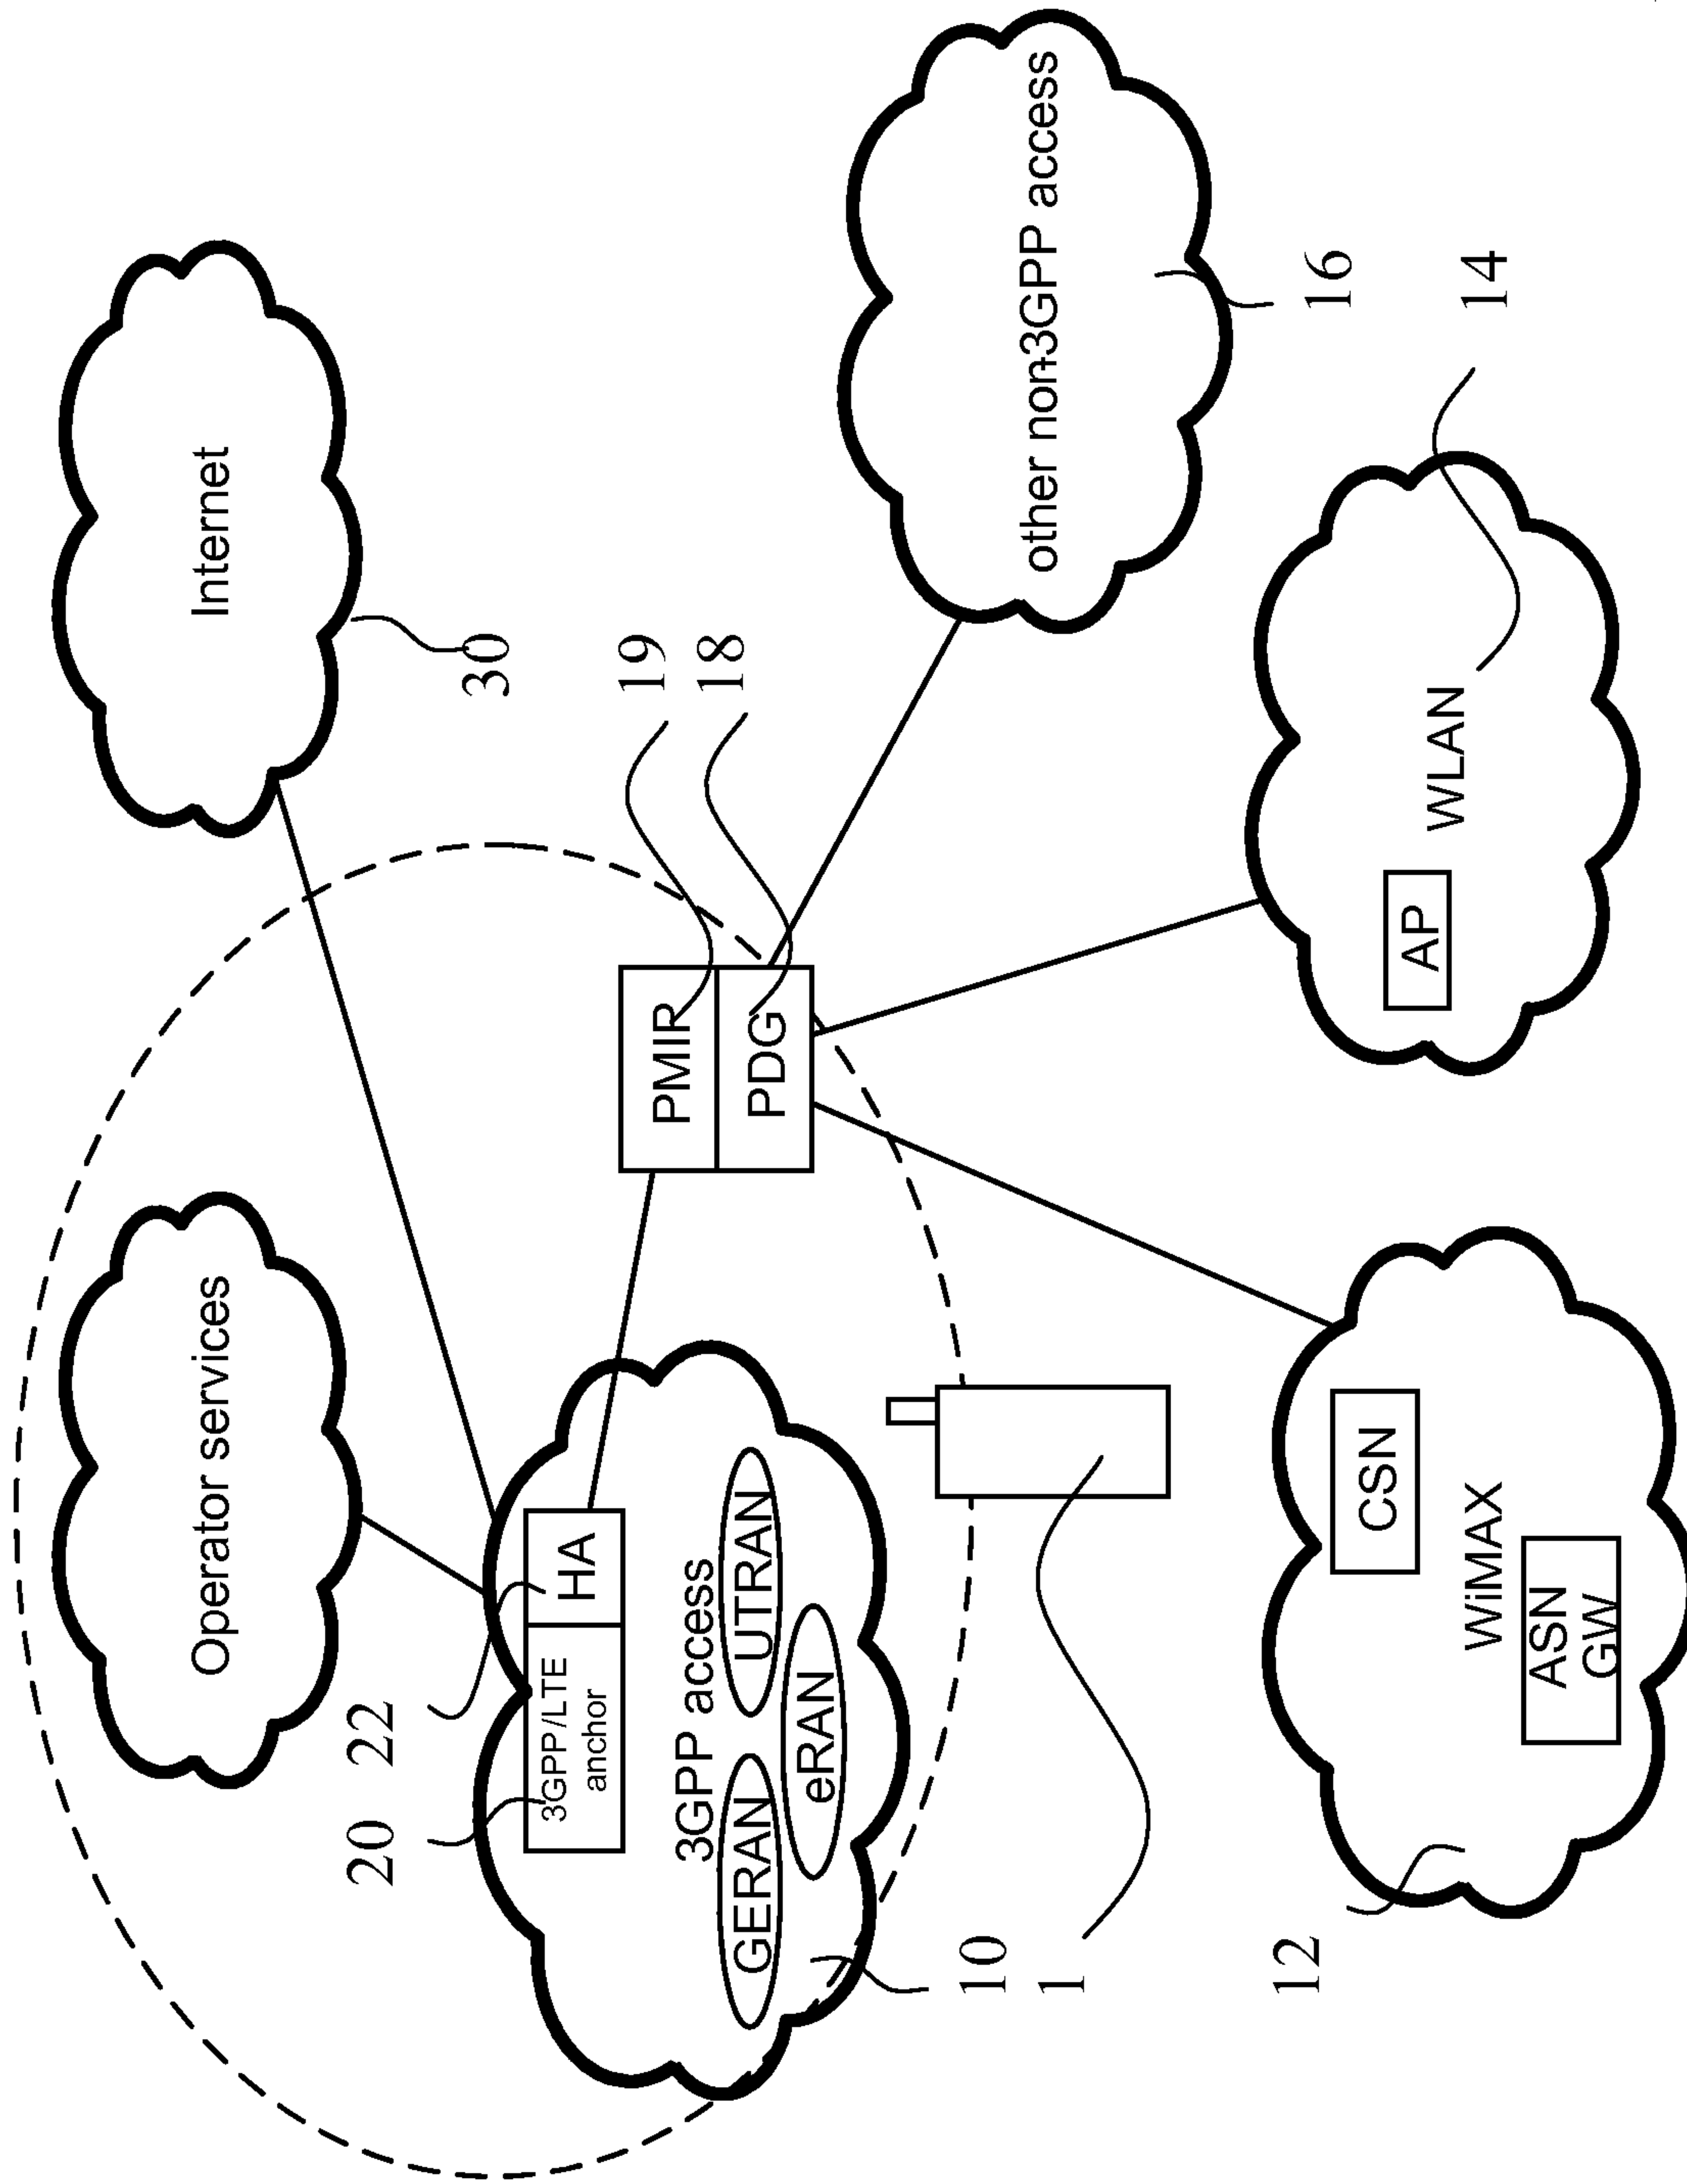 Operator services
Internet
20
22
30
3GPP/LTE
anchor
HA
19
18
PMIP
PDG
3GPP access
GERAN
UTRAN
eRAN
other non-3GPP access
10
1
16
12
CSN
WiMAX
ASN
GW
AP
WLAN
14